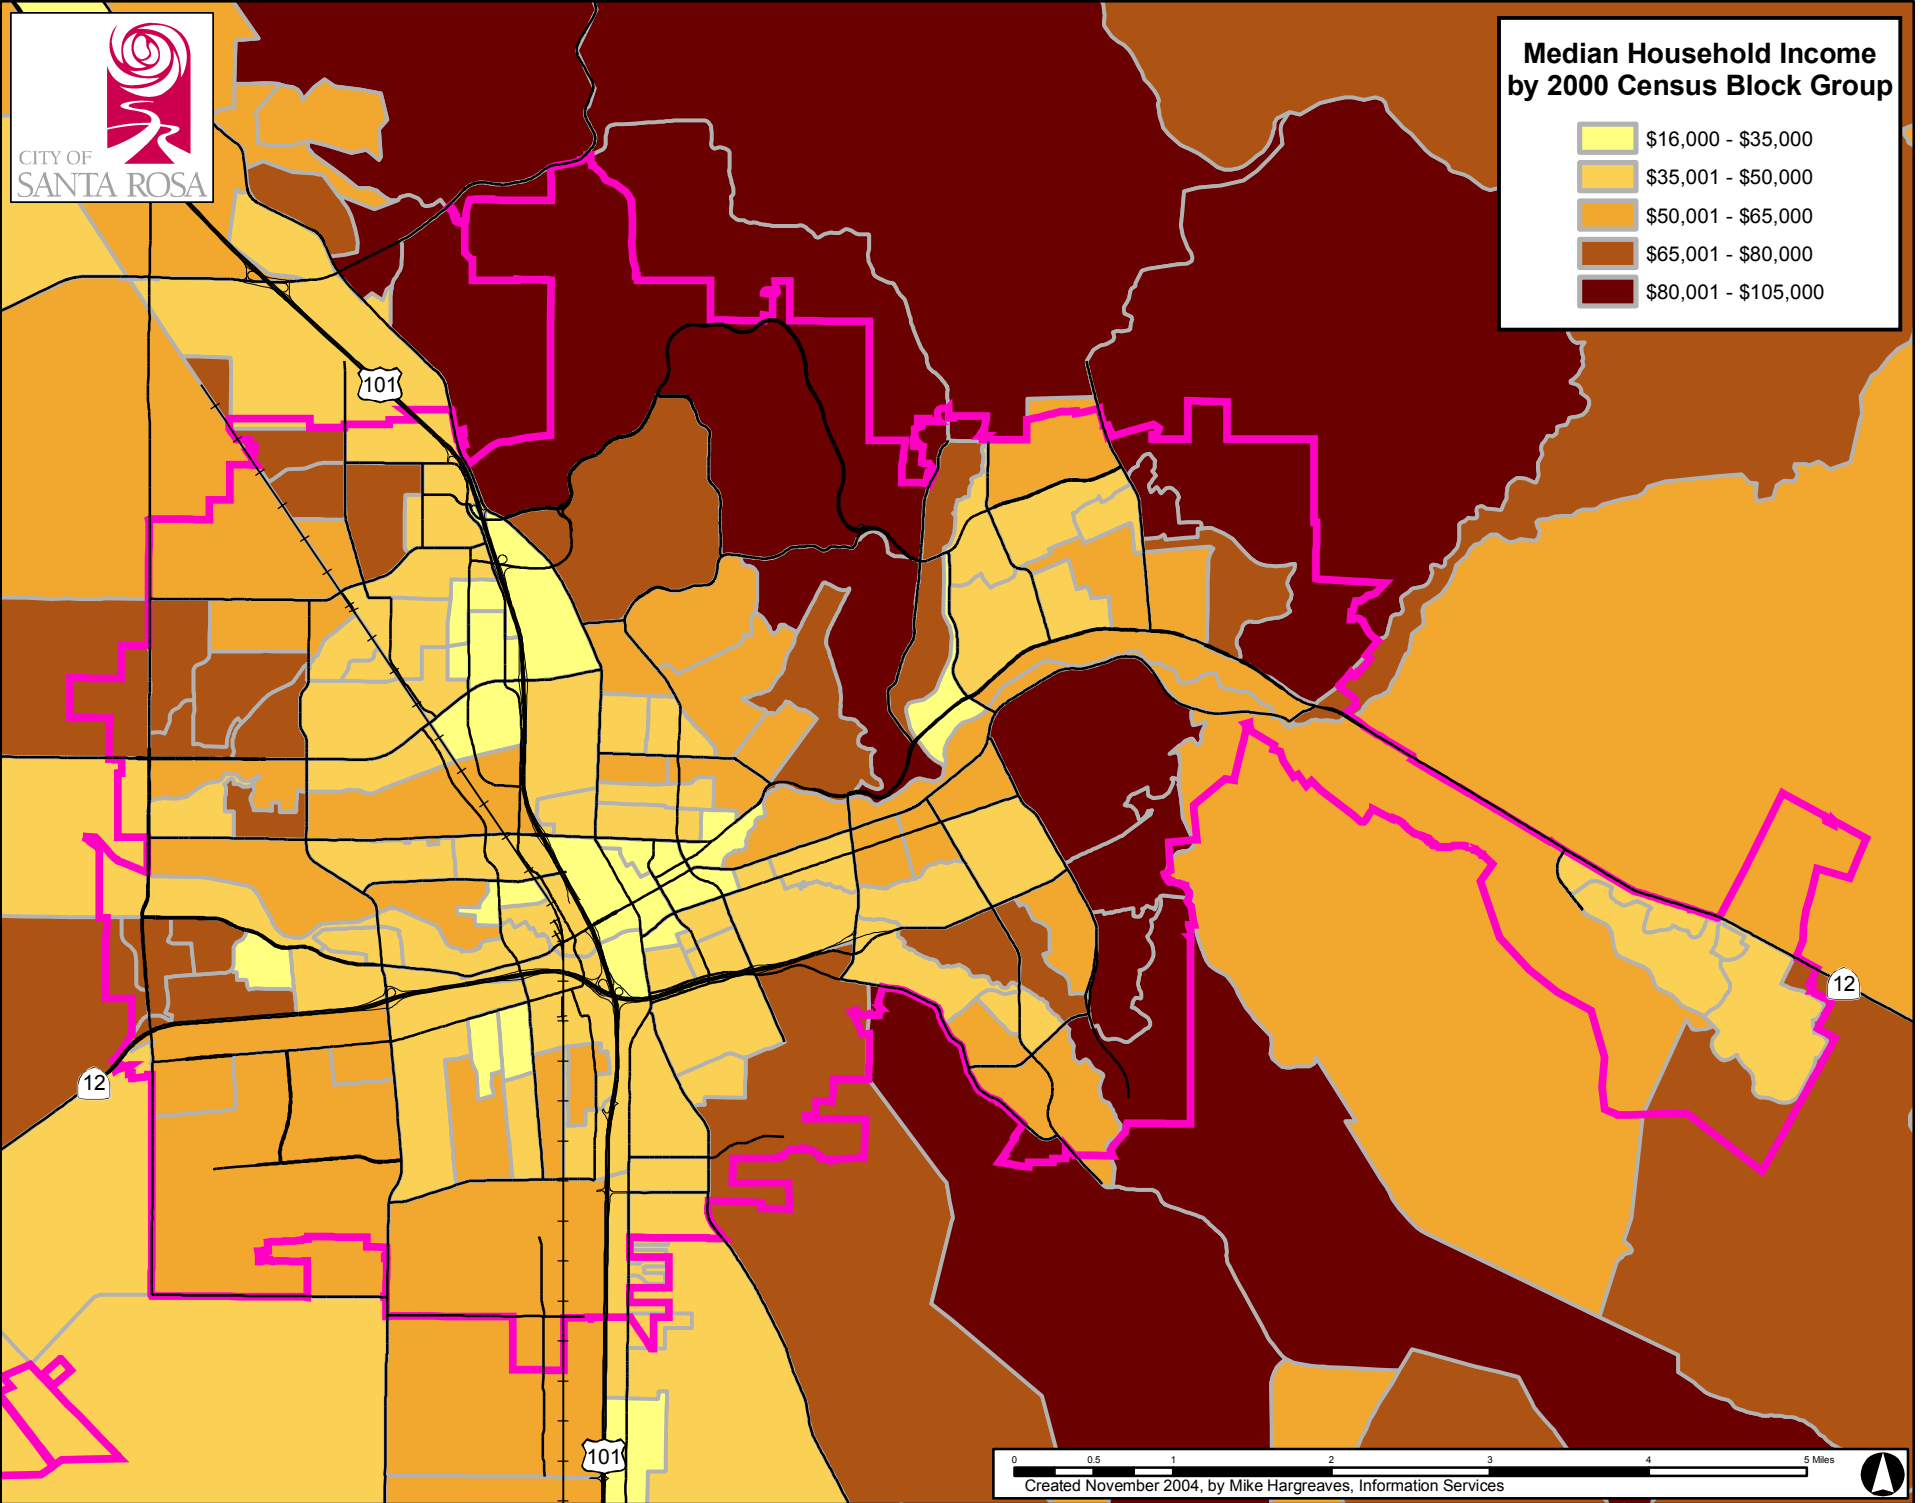 CITY OF
SANTA ROSA
Median Household Income
by 2000 Census Block Group
$16,000 - $35,000
$35,001 - $50,000
$50,001 - $65,000
$65,001 - $80,000
$80,001 - $105,000
101
12
12
101
0 0.5 1 2 3 4 5 Miles
Created November 2004, by Mike Hargreaves, Information Services